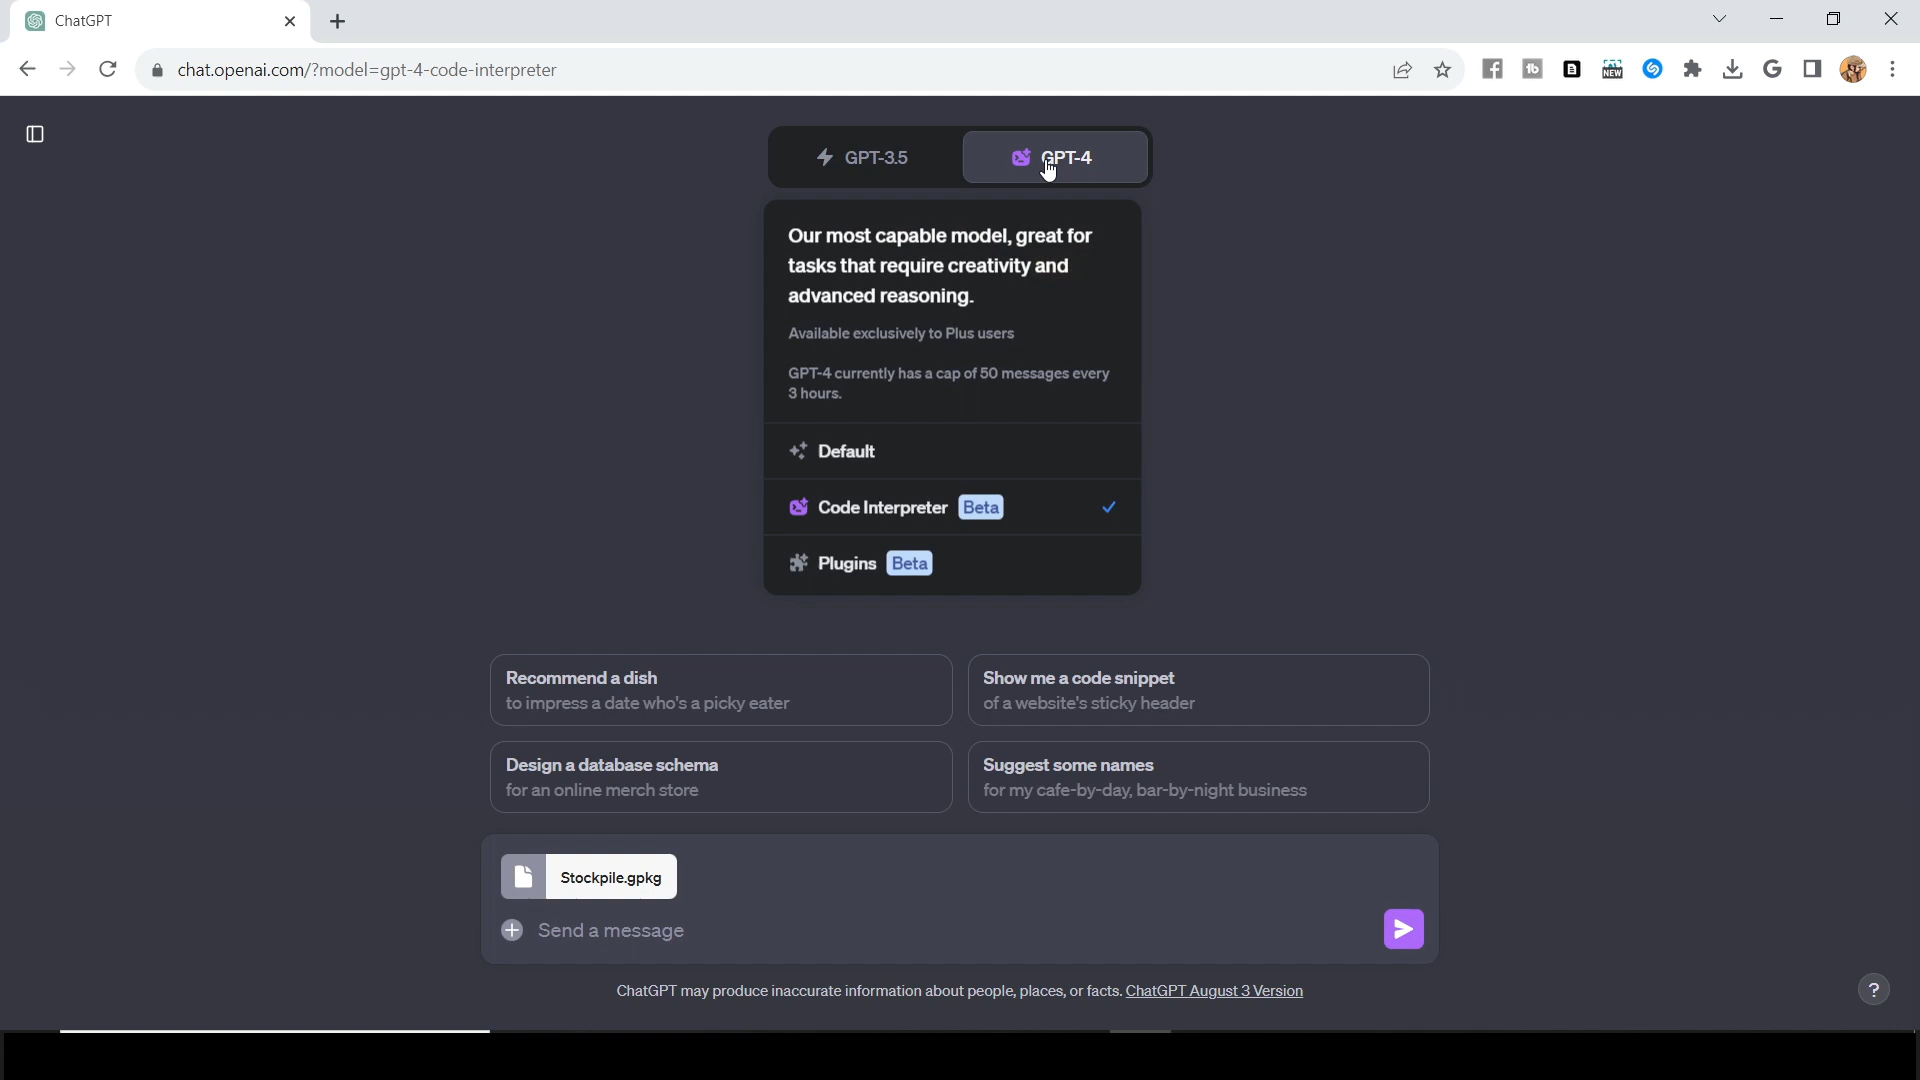 ChatGPT
chat.openai.com/?model=gpt-4-code-interpreter
NEW
GPT-3.5
GPT-4
Our most capable model, great for
tasks that require creativity and
advanced reasoning.
Available exclusively to Plus users
GPT-4 currently has a cap of 50 messages every
3 hours.
Default
Code Interpreter Beta
Plugins Beta
Recommend a dish
to impress a date who's a picky eater
Show me a code snippet
of a website's sticky header
Design a database schema
for an online merch store
Suggest some names
for my cafe-by-day, bar-by-night business
Stockpile.gpkg
Send a message
ChatGPT may produce inaccurate information about people, places, or facts. ChatGPT August 3 Version
?